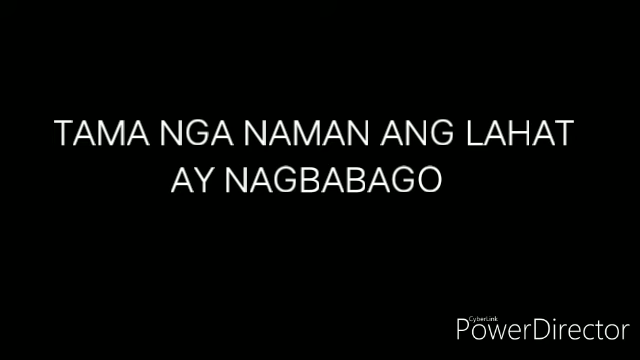 TAMA NGA NAMAN ANG LAHAT
AY NAGBABAGO
CyberLink
PowerDirector